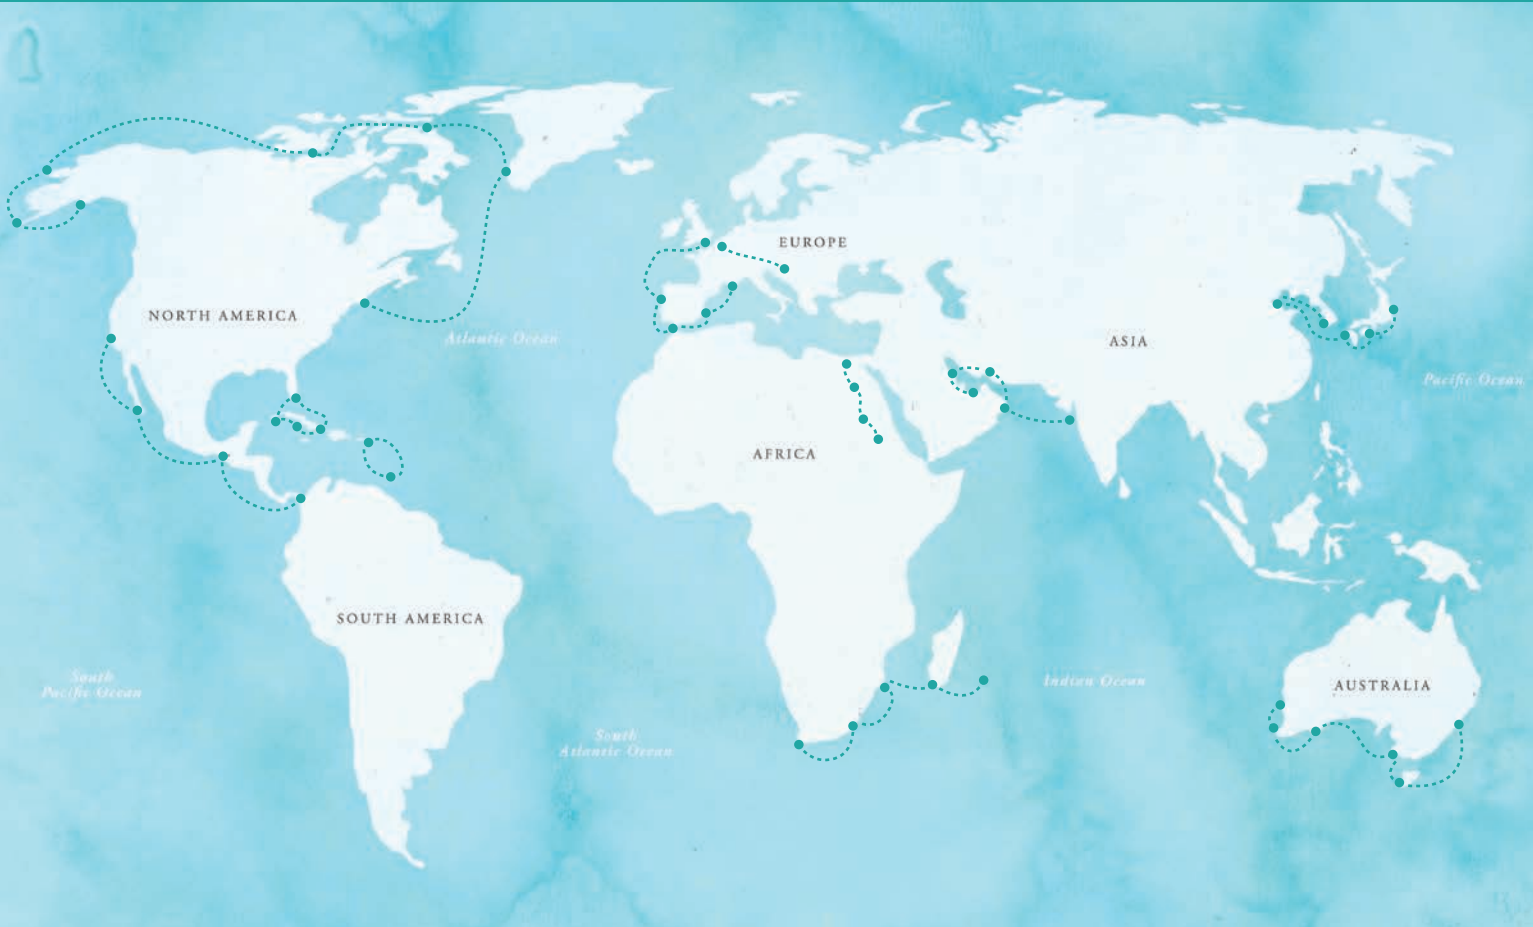 EUROPE
NORTH AMERICA
Atlantic Ocean
ASIA
Pacific Ocean
AFRICA
SOUTH AMERICA
South
Pacific Ocean
Indian Ocean
AUSTRALIA
South
Atlantic Ocean